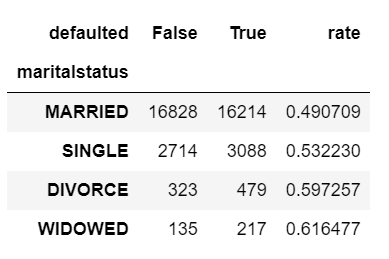 defaulted False True rate
maritalstatus
MARRIED 16828 16214 0.490709
SINGLE 2714 3088 0.532230
DIVORCE 323 479 0.597257
WIDOWED 135 217 0.616477